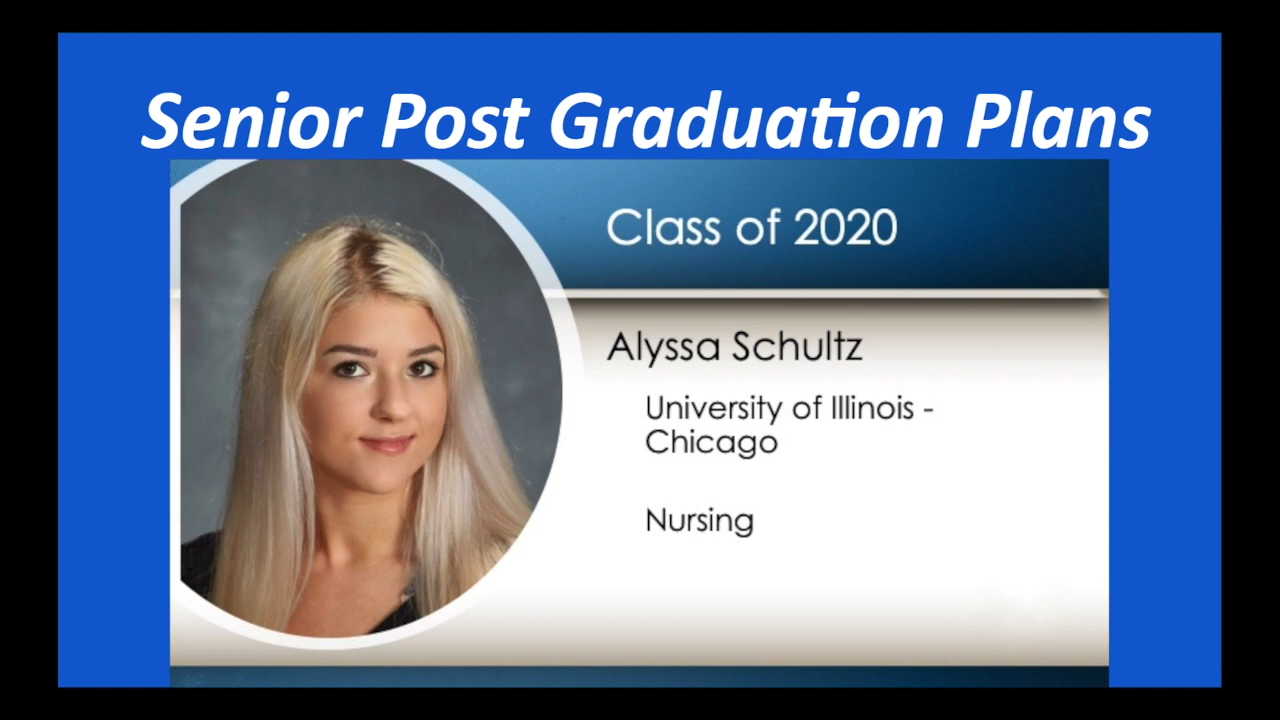 Senior Post Graduation Plans
Class of 2020
Alyssa Schultz
University of Illinois -
Chicago
Nursing